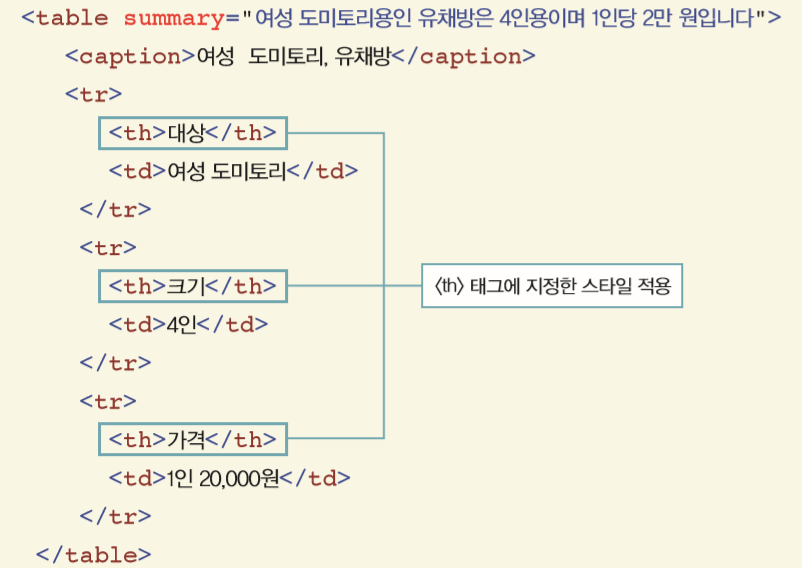 <table summary="여성 도미토리용인 유채방은 4인용이며 1인당 2만 원입니다">
<caption>여성 도미토리, 유채방</caption>
<tr>
<th>대상</th>
<td>여성 도미토리</td>
</tr>
<tr>
<th>크기</th>
<th> 태그에 지정한 스타일 적용
<td>4인</td>
</tr>
<tr>
<th>가격</th>
<td>1인 20,000원</td>
</tr>
</table>